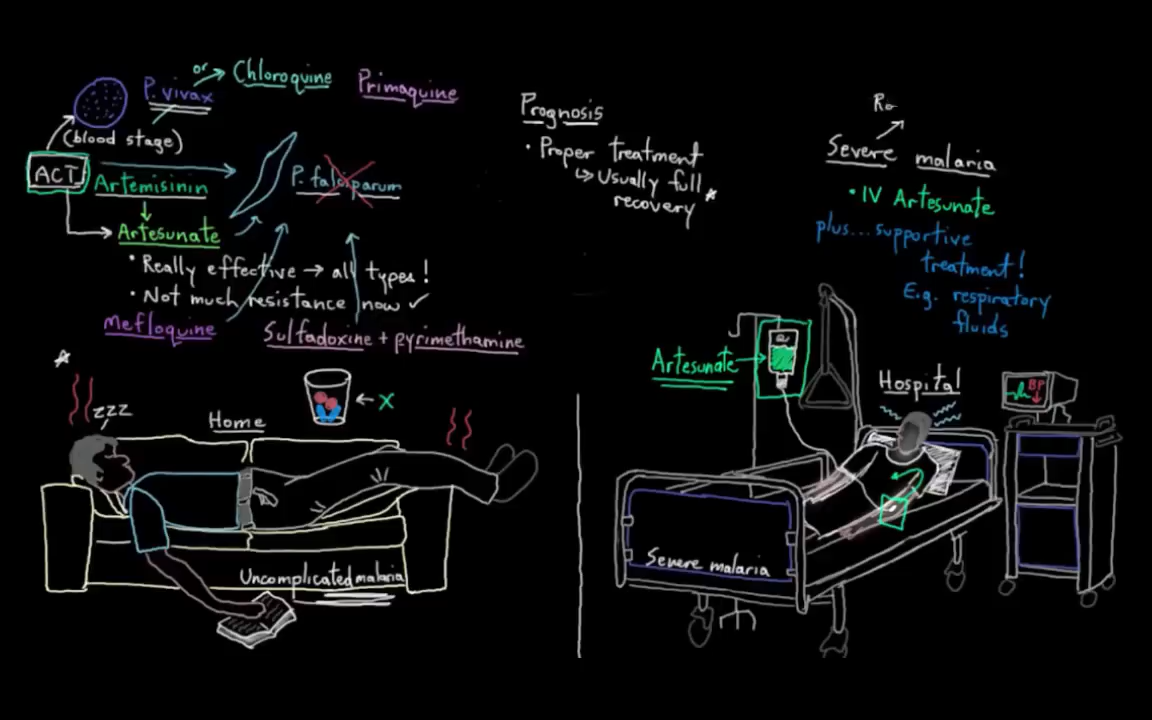 or → Chloroquine
P. vivax
Primaquine
(blood stage)
ACT
Artemisinin
P. falciparum
Artesunate
• Really effective → all types!
• Not much resistance now ✓
Mefloquine
Sulfadoxine + pyrimethamine
zzz
Home
← X
Uncomplicated malaria
Prognosis
• Proper treatment
↳ Usually full
recovery
Severe malaria
• IV Artesunate
plus... supportive
treatment!
E.g. respiratory
fluids
Artesunate →
Hospital
BP
Severe malaria